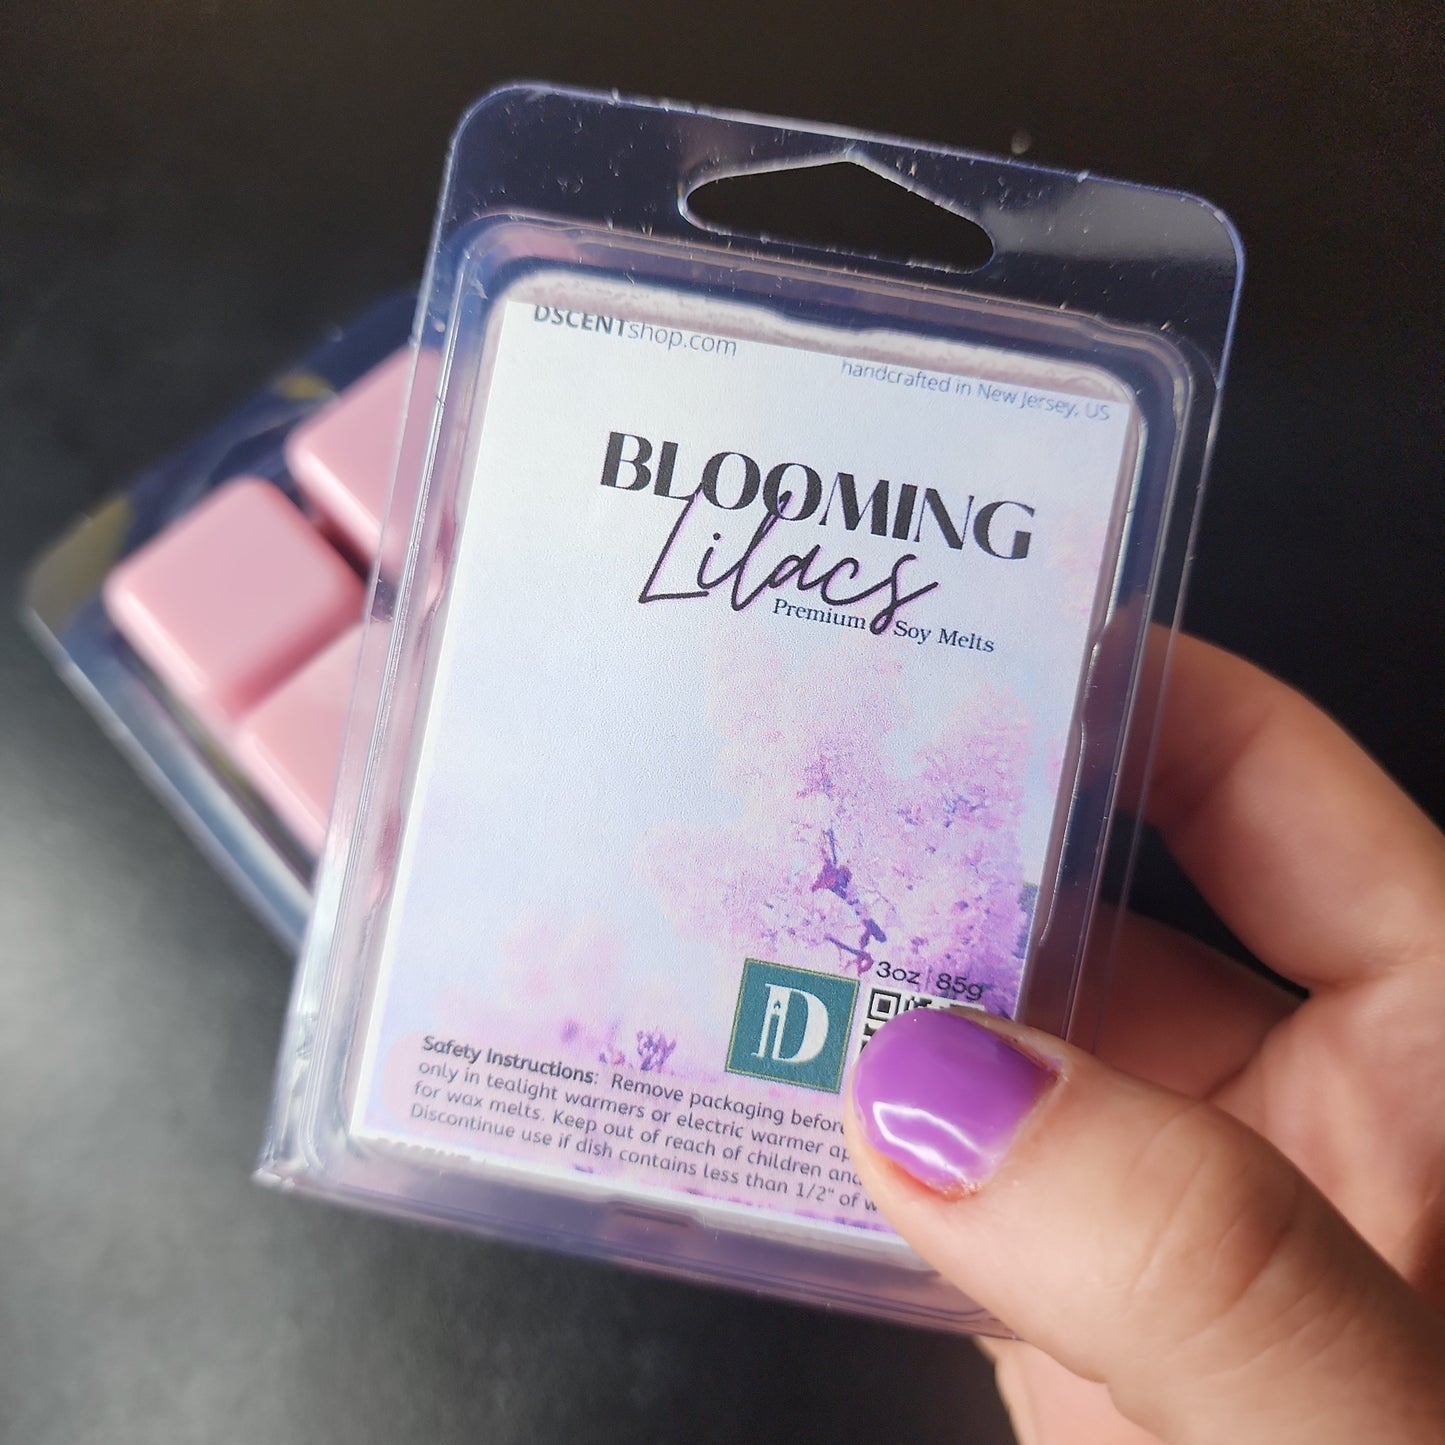 DSCENTshop.com
handcrafted in New Jersey, US
BLOOMING
Lilacs
Premium Soy Melts
3oz | 85g
D
Safety Instructions: Remove packaging
only in tealight warmers or electric warmer
for wax melts. Keep out of reach of children and
Discontinue use if dish contains less than 1/2" of